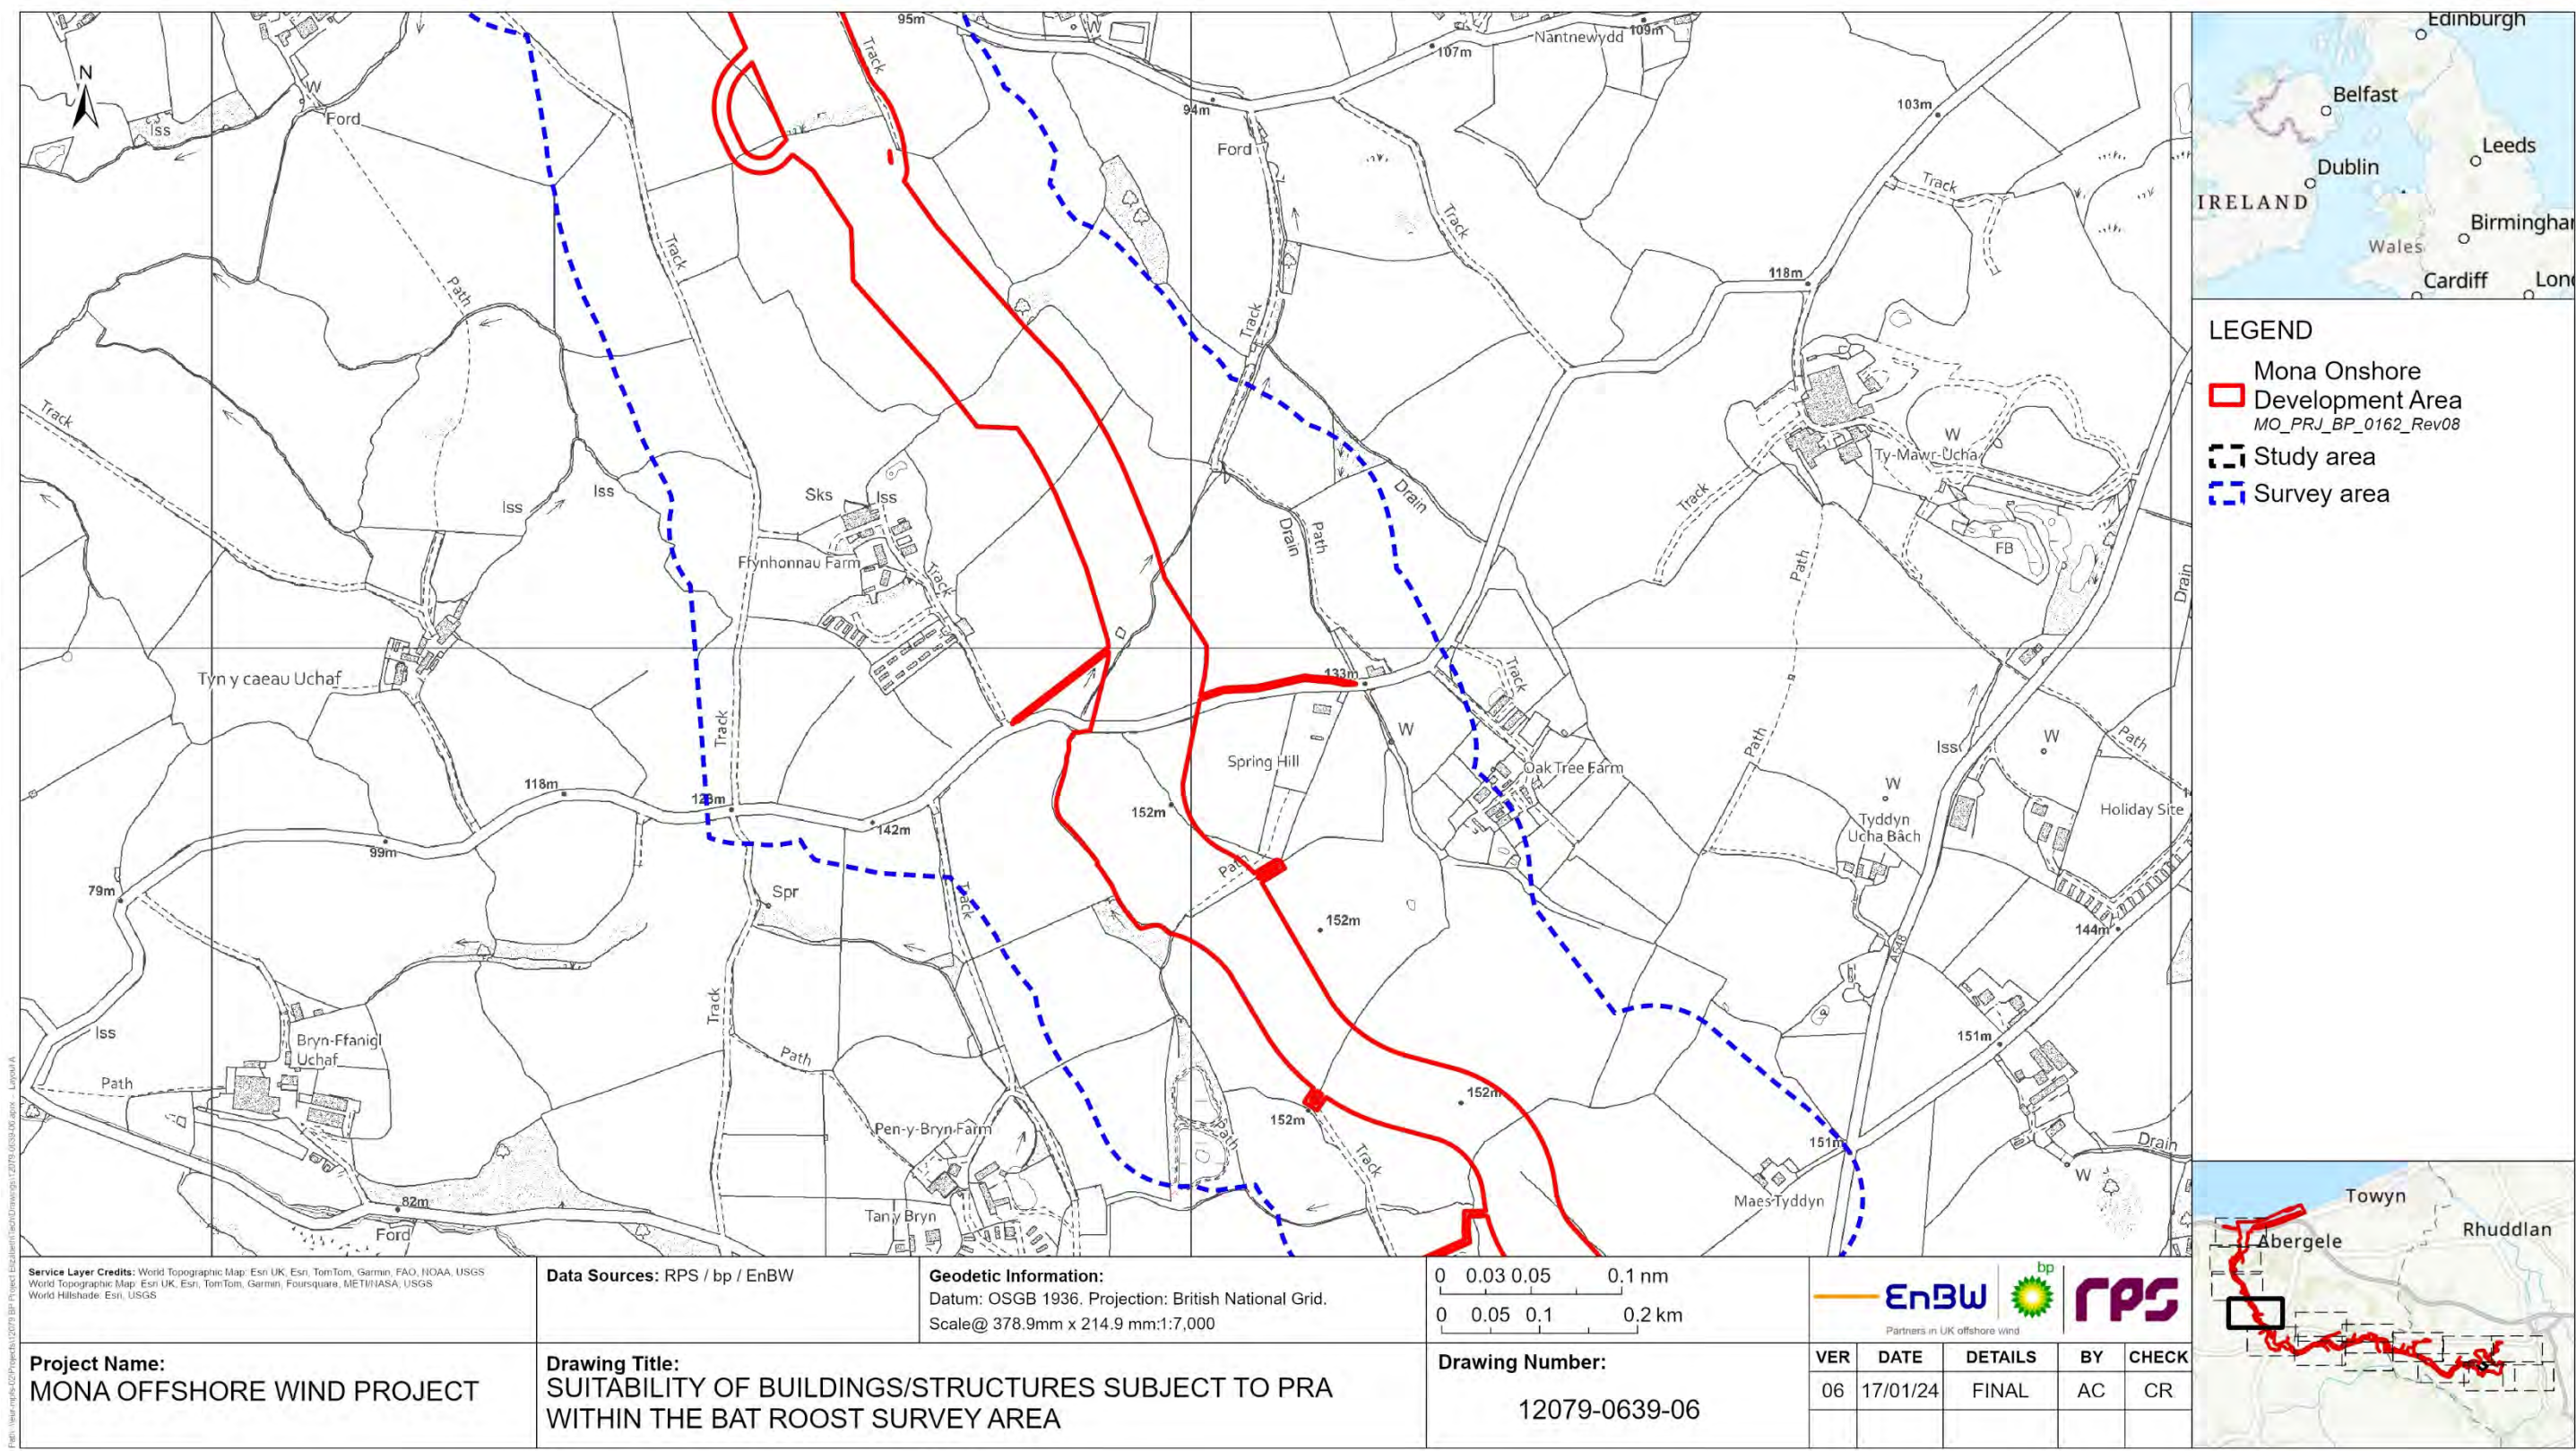 95m
W
Nantnewydd
109m
107m
Edinburgh
N
W
Track
94m
103m
Belfast
Iss
Ford
Ford
Leeds
Dublin
Track
IRELAND
Track
Track
Birmingha
Wales
118m
Path
Track
Cardiff
Lon
LEGEND
Mona Onshore
Development Area
MO_PRJ_BP_0162_Rev08
Study area
Survey area
Track
W
Ty-Mawr-Ucha
Iss
Sks
Iss
Iss
Drain
Track
Drain
Path
FB
Ffynhonnau Farm
Track
Path
Drain
Tyn y caeau Uchaf
133m
Track
Track
W
Path
Iss
W
Path
Spring Hill
Oak Tree Farm
118m
W
152m
Holiday Site
142m
Tyddyn
Ucha Bâch
99m
Path
79m
Spr
Track
152m
144m
A548
Track
Iss
151m
Bryn-Ffanigl
Uchaf
Path
Path
152m
152m
Pen-y-Bryn-Farm
Path
Track
151m
Drain
W
82m
Maes-Tyddyn
Tan y Bryn
Ford
Towyn
Rhuddlan
Abergele
Service Layer Credits: World Topographic Map: Esri UK, Esri, TomTom, Garmin, FAO, NOAA, USGS
World Topographic Map: Esri UK, Esri, TomTom, Garmin, Foursquare, METI/NASA, USGS
World Hillshade: Esri, USGS
Data Sources: RPS / bp / EnBW
Geodetic Information:
Datum: OSGB 1936. Projection: British National Grid.
Scale@ 378.9mm x 214.9 mm:1:7,000
0 0.03 0.05 0.1 nm
0 0.05 0.1 0.2 km
EnBW
bp
rps
Partners in UK offshore wind
Project Name:
MONA OFFSHORE WIND PROJECT
Drawing Title:
SUITABILITY OF BUILDINGS/STRUCTURES SUBJECT TO PRA
WITHIN THE BAT ROOST SURVEY AREA
Drawing Number:
12079-0639-06
VER DATE DETAILS BY CHECK
06 17/01/24 FINAL AC CR